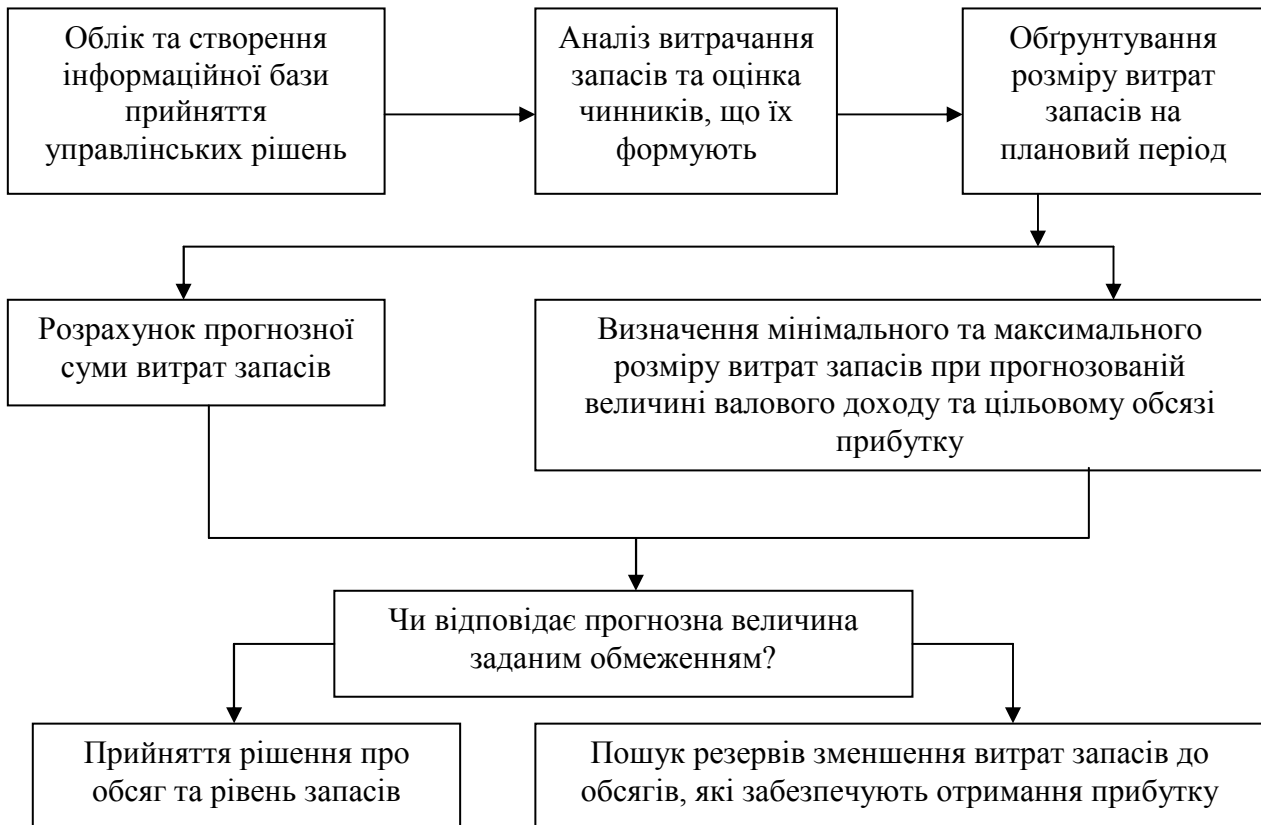 Облік та створення
інформаційної бази
прийняття
управлінських рішень
Аналіз витрачання
запасів та оцінка
чинників, що їх
формують
Обґрунтування
розміру витрат
запасів на
плановий період
Розрахунок прогнозної
суми витрат запасів
Визначення мінімального та максимального
розміру витрат запасів при прогнозованій
величині валового доходу та цільовому обсязі
прибутку
Чи відповідає прогнозна величина
заданим обмеженням?
Прийняття рішення про
обсяг та рівень запасів
Пошук резервів зменшення витрат запасів до
обсягів, які забезпечують отримання прибутку